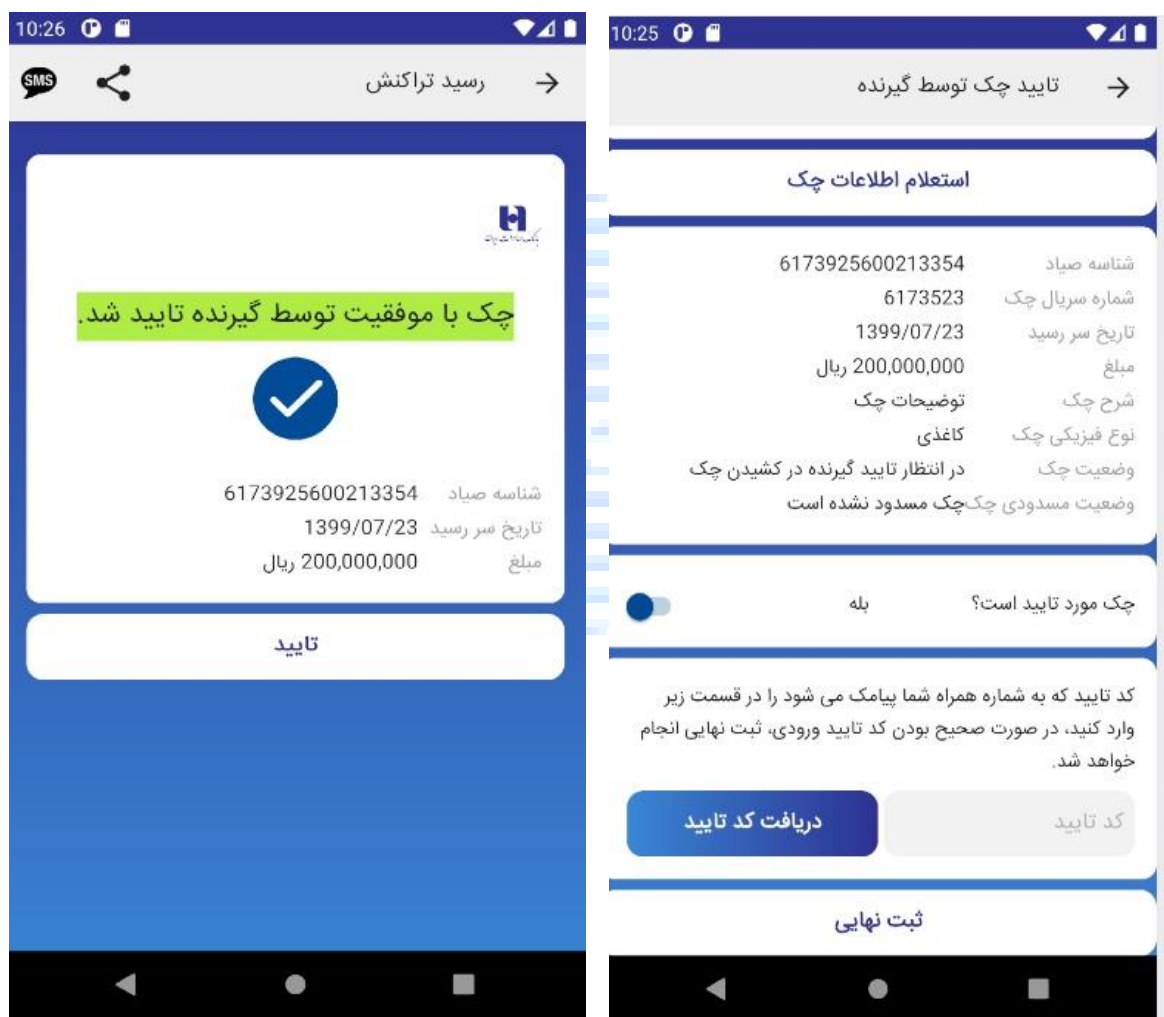 10:26
SMS
رسید تراکنش
بانک صادرات ایران
چک با موفقیت توسط گیرنده تایید شد.
شناسه صیاد 6173925600213354
تاریخ سر رسید 1399/07/23
مبلغ 200,000,000 ریال
تایید
10:25
تایید چک توسط گیرنده
استعلام اطلاعات چک
شناسه صیاد 6173925600213354
شماره سریال چک 6173523
تاریخ سر رسید 1399/07/23
مبلغ 200,000,000 ریال
شرح چک توضیحات چک
نوع فیزیکی چک کاغذی
وضعیت چک در انتظار تایید گیرنده در کشیدن چک
وضعیت مسدودی چک چک مسدود نشده است
چک مورد تایید است؟ بله
کد تایید که به شماره همراه شما پیامک می شود را در قسمت زیر
وارد کنید، در صورت صحیح بودن کد تایید ورودی، ثبت نهایی انجام
خواهد شد.
کد تایید
دریافت کد تایید
ثبت نهایی